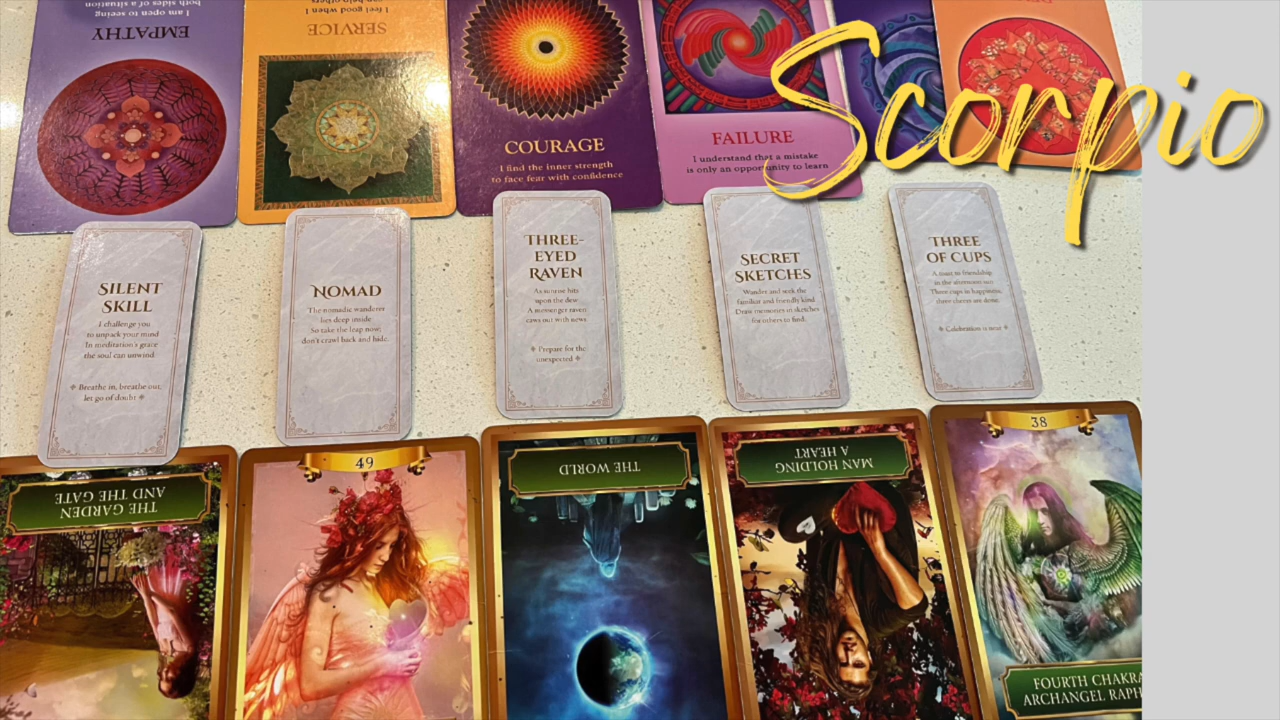 both sides of a situation
I am open to seeing
EMPATHY
can help others
I feel good when I
SERVICE
COURAGE
I find the inner strength
to face fear with confidence
FAILURE
I understand that a mistake
is only an opportunity to learn
Scorpio
SILENT
SKILL
I challenge you
to unpack your mind
In meditation's grace
the soul can unwind.
Breathe in, breathe out,
let go of doubt
NOMAD
The nomadic wanderer
lies deep inside
So take the leap now;
don't crawl back and hide.
THREE-
EYED
RAVEN
As sunrise hits
upon the dew
A messenger raven
caws out with news
Prepare for the
unexpected
SECRET
SKETCHES
Wander and seek the
familiar and friendly kind
Draw memories in sketches
for others to find.
THREE
OF CUPS
A toast to friendship
in the afternoon sun
Three cups to happiness,
three cheers are done.
Celebration is near
THE GARDEN
AND THE GATE
49
THE WORLD
MAN HOLDING
A HEART
38
FOURTH CHAKRA
ARCHANGEL RAPH